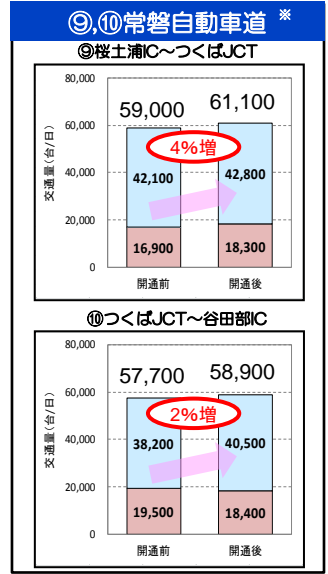 ⑨,⑩常磐自動車道 ※
⑨桜土浦IC～つくばJCT
80,000
60,000
40,000
20,000
0
交通量(台/日)
59,000
61,100
4%増
42,100
42,800
16,900
18,300
開通前
開通後
⑩つくばJCT～谷田部IC
80,000
60,000
40,000
20,000
0
交通量(台/日)
57,700
58,900
2%増
38,200
40,500
19,500
18,400
開通前
開通後